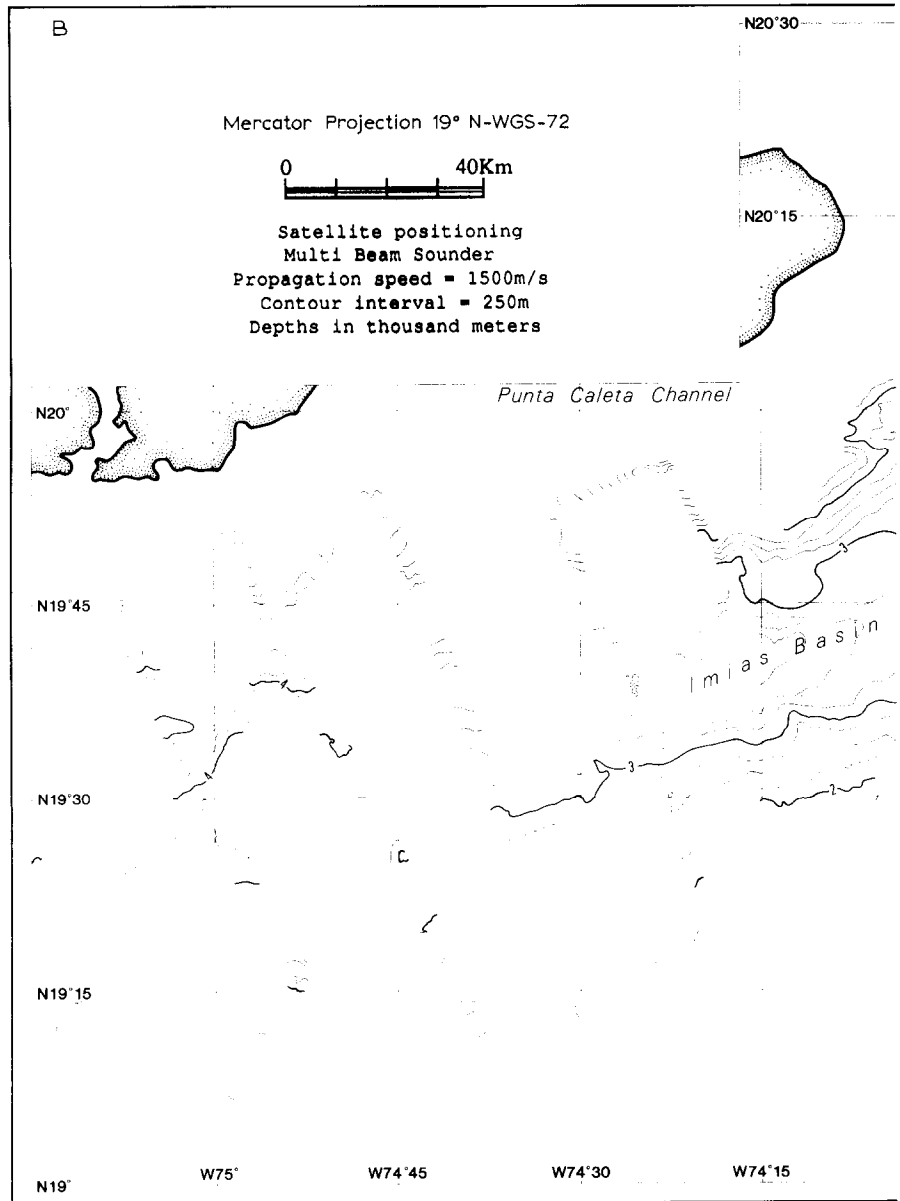 B
N20°30
Mercator Projection 19° N-WGS-72
0 40Km
N20°15
Satellite positioning
Multi Beam Sounder
Propagation speed = 1500m/s
Contour interval = 250m
Depths in thousand meters
Punta Caleta Channel
N20°
3
N19°45
Imias Basin
4
4
3
2
N19°30
N19°15
W75° W74°45 W74°30 W74°15
N19°